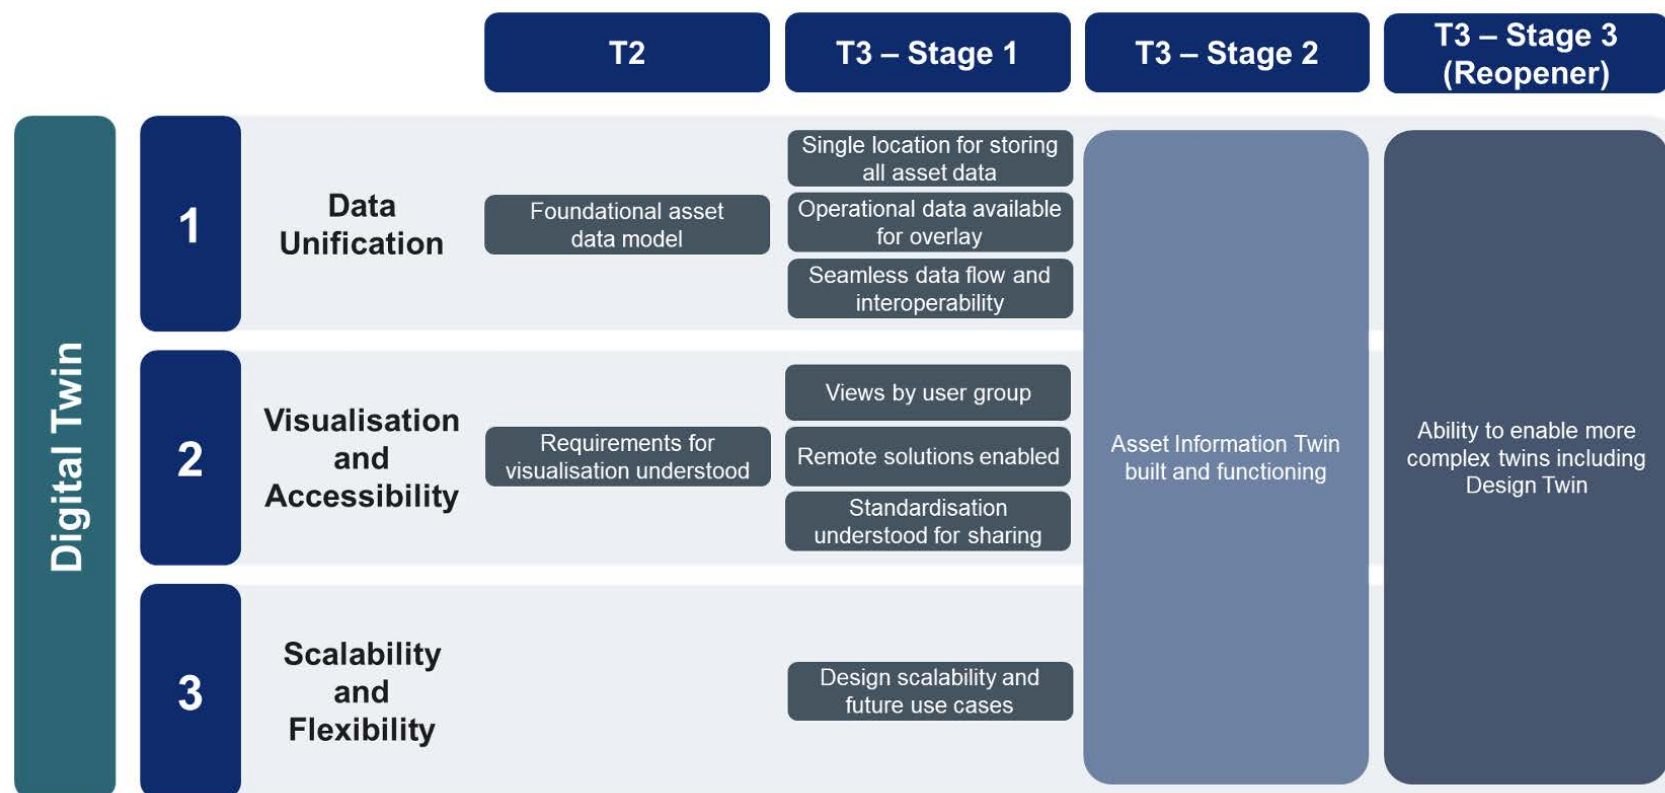 T2
T3 – Stage 1
T3 – Stage 2
T3 – Stage 3
(Reopener)
Digital Twin
1
Data
Unification
Foundational asset
data model
Single location for storing
all asset data
Operational data available
for overlay
Seamless data flow and
interoperability
2
Visualisation
and
Accessibility
Requirements for
visualisation understood
Views by user group
Remote solutions enabled
Standardisation
understood for sharing
Asset Information Twin
built and functioning
Ability to enable more
complex twins including
Design Twin
3
Scalability
and
Flexibility
Design scalability and
future use cases